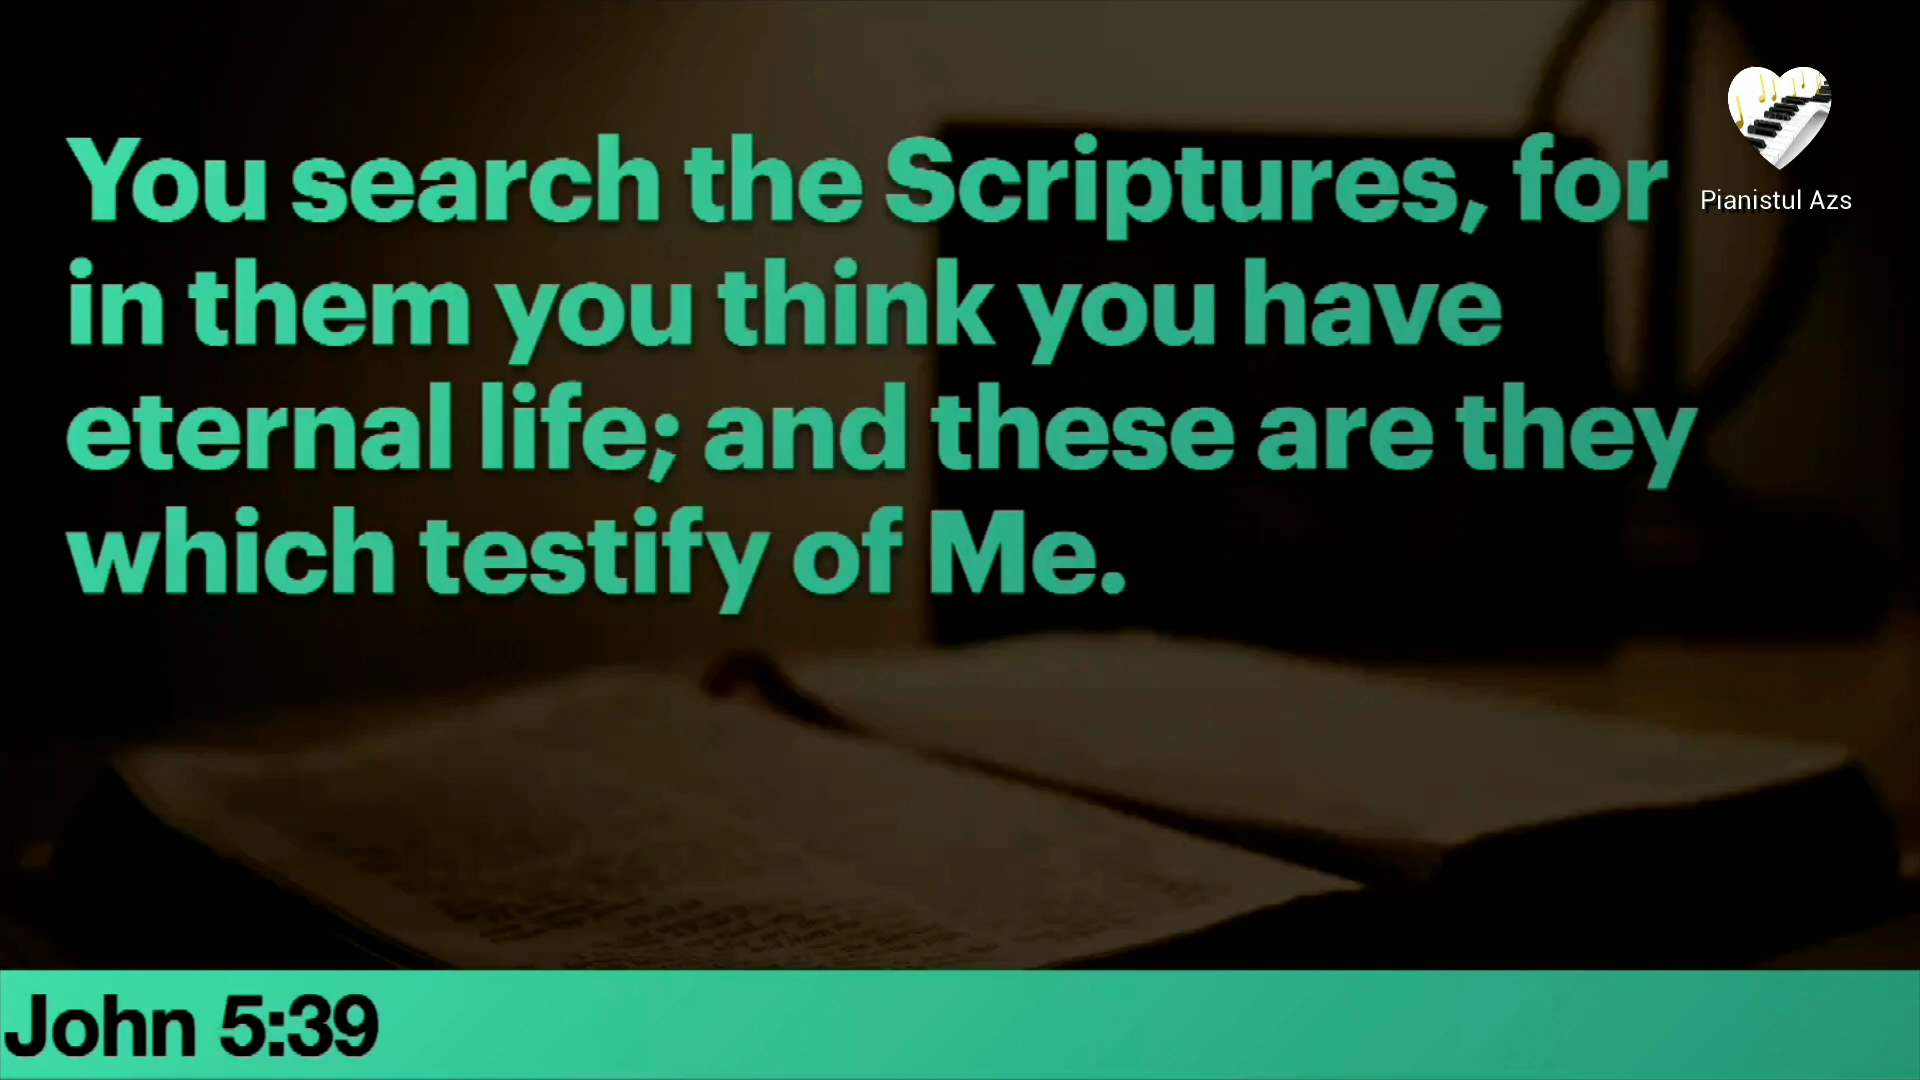 You search the Scriptures, for
in them you think you have
eternal life; and these are they
which testify of Me.
Pianistul Azs
John 5:39